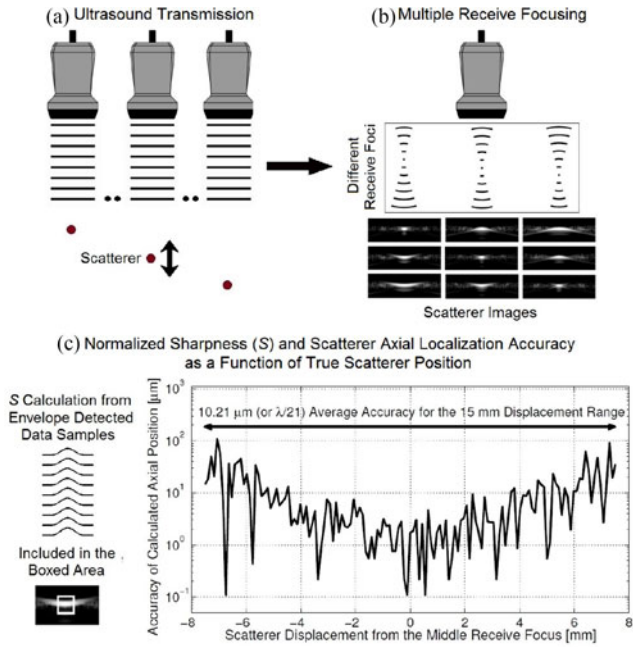 (a) Ultrasound Transmission
(b) Multiple Receive Focusing
Scatterer
Different
Receive Foci
Scatterer Images
(c) Normalized Sharpness (S) and Scatterer Axial Localization Accuracy
as a Function of True Scatterer Position
S Calculation from
Envelope Detected
Data Samples
Included in the
Boxed Area
Accuracy of Calculated Axial Position [μm]
10³
10²
10¹
10⁰
10⁻¹
10.21 μm (or λ/21) Average Accuracy for the 15 mm Displacement Range
−8 −6 −4 −2 0 2 4 6 8
Scatterer Displacement from the Middle Receive Focus [mm]